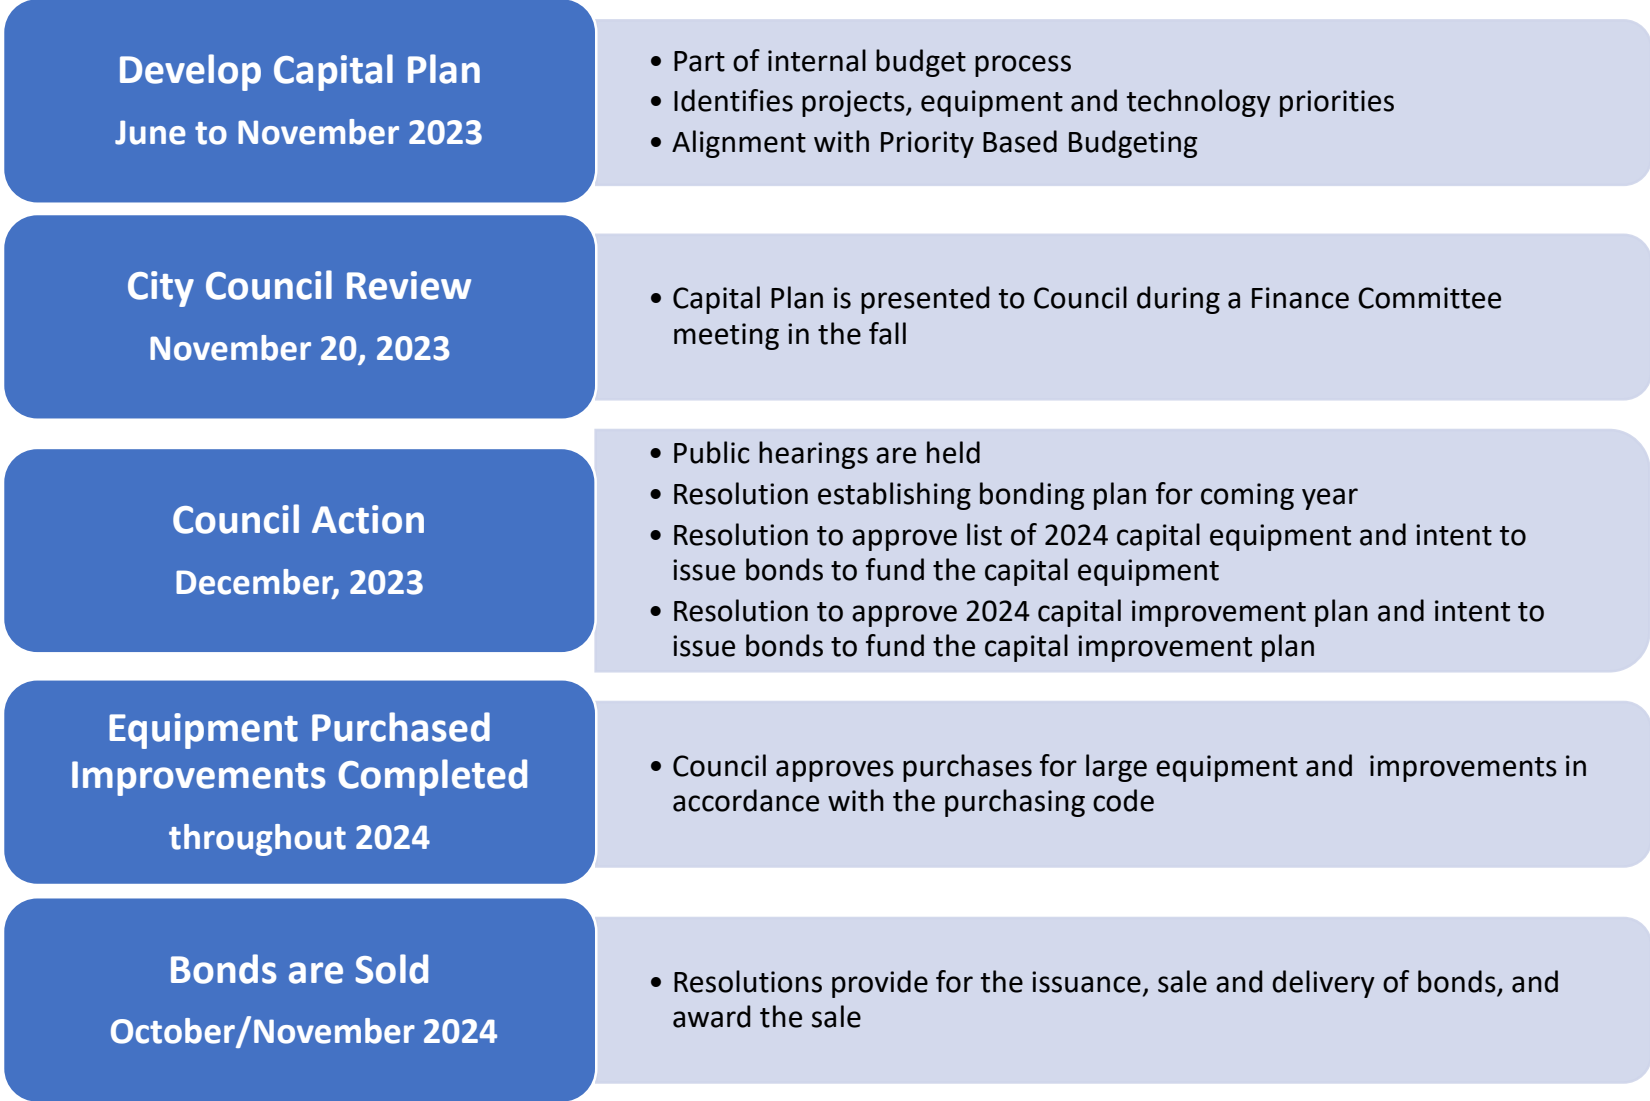 Develop Capital Plan
June to November 2023
• Part of internal budget process
• Identifies projects, equipment and technology priorities
• Alignment with Priority Based Budgeting
City Council Review
November 20, 2023
• Capital Plan is presented to Council during a Finance Committee
meeting in the fall
Council Action
December, 2023
• Public hearings are held
• Resolution establishing bonding plan for coming year
• Resolution to approve list of 2024 capital equipment and intent to
issue bonds to fund the capital equipment
• Resolution to approve 2024 capital improvement plan and intent to
issue bonds to fund the capital improvement plan
Equipment Purchased
Improvements Completed
throughout 2024
• Council approves purchases for large equipment and  improvements in
accordance with the purchasing code
Bonds are Sold
October/November 2024
• Resolutions provide for the issuance, sale and delivery of bonds, and
award the sale